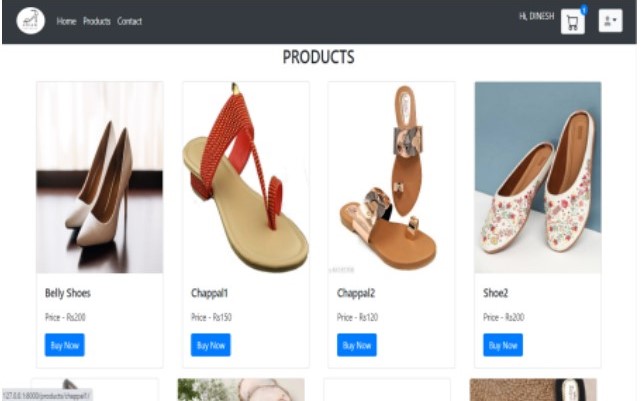 Home Products Contact
Hi, DINESH
PRODUCTS
Belly Shoes
Price - Rs200
Buy Now
Chappal1
Price - Rs150
Buy Now
Chappal2
Price - Rs120
Buy Now
Shoe2
Price - Rs200
Buy Now
127.0.0.1:8000/products/chappal1/